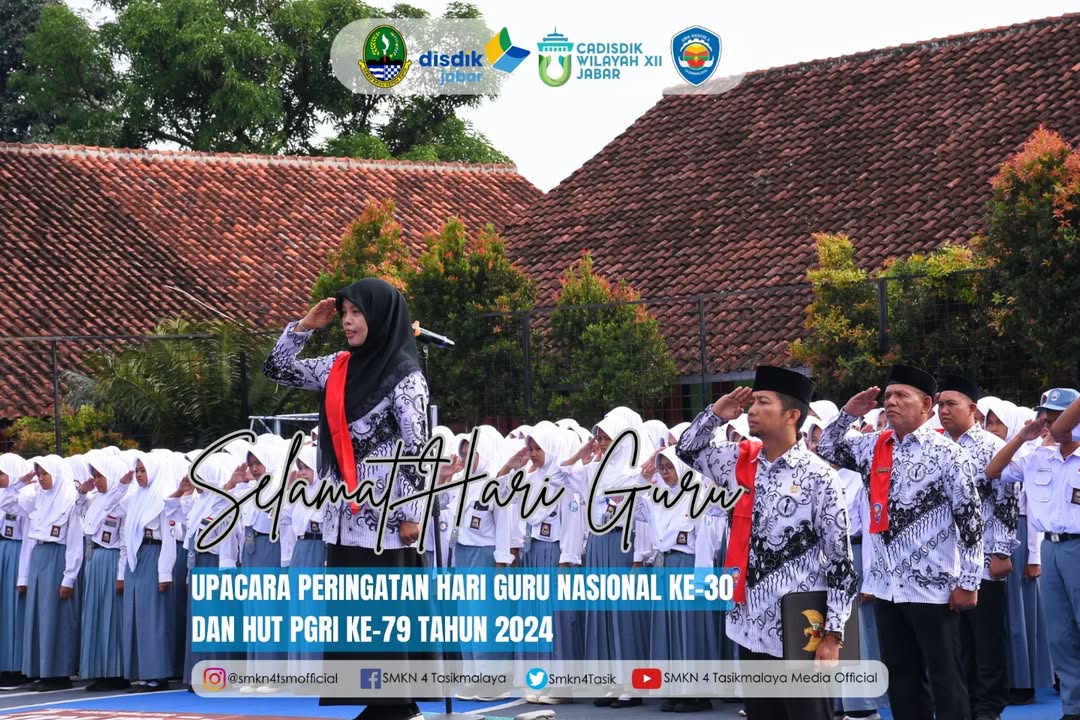 disdik
jabar
CADISDIK
WILAYAH XII
JABAR
Selamat Hari Guru
UPACARA PERINGATAN HARI GURU NASIONAL KE-30
DAN HUT PGRI KE-79 TAHUN 2024
@smkn4tsmofficial
SMKN 4 Tasikmalaya
Smkn4Tasik
SMKN 4 Tasikmalaya Media Official